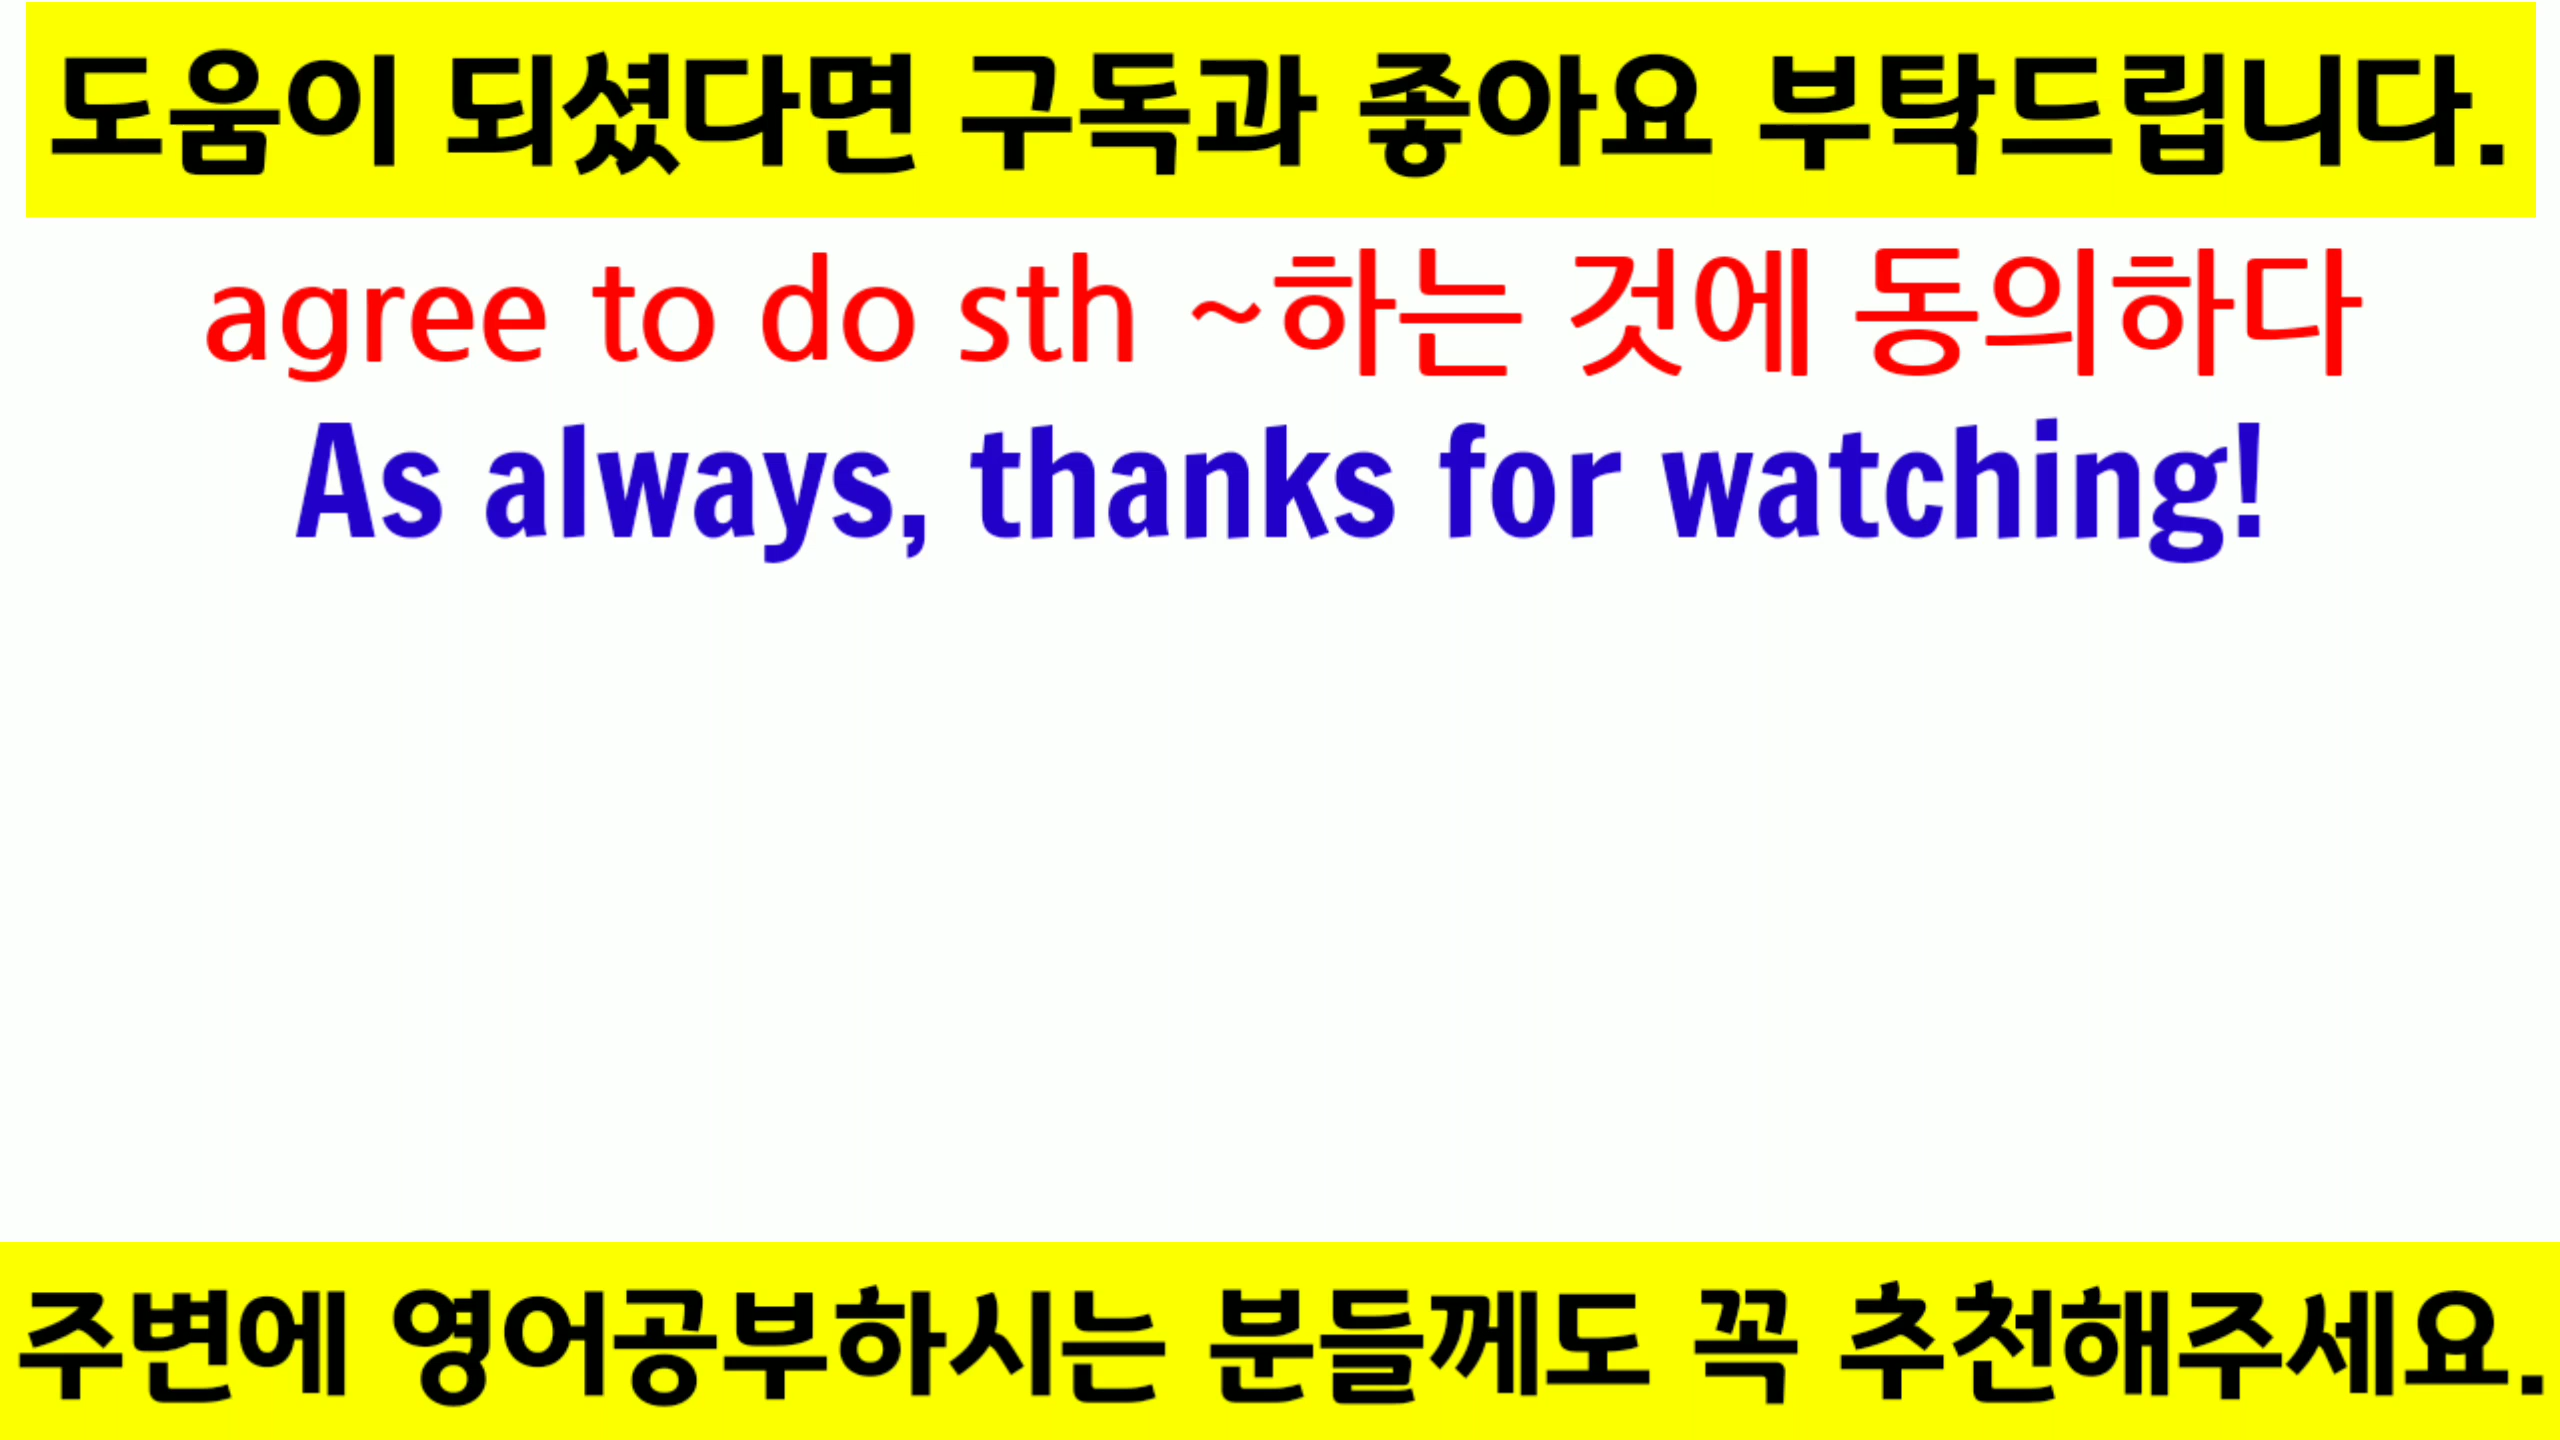 도움이 되셨다면 구독과 좋아요 부탁드립니다.
agree to do sth ~하는 것에 동의하다
As always, thanks for watching!
주변에 영어공부하시는 분들께도 꼭 추천해주세요.